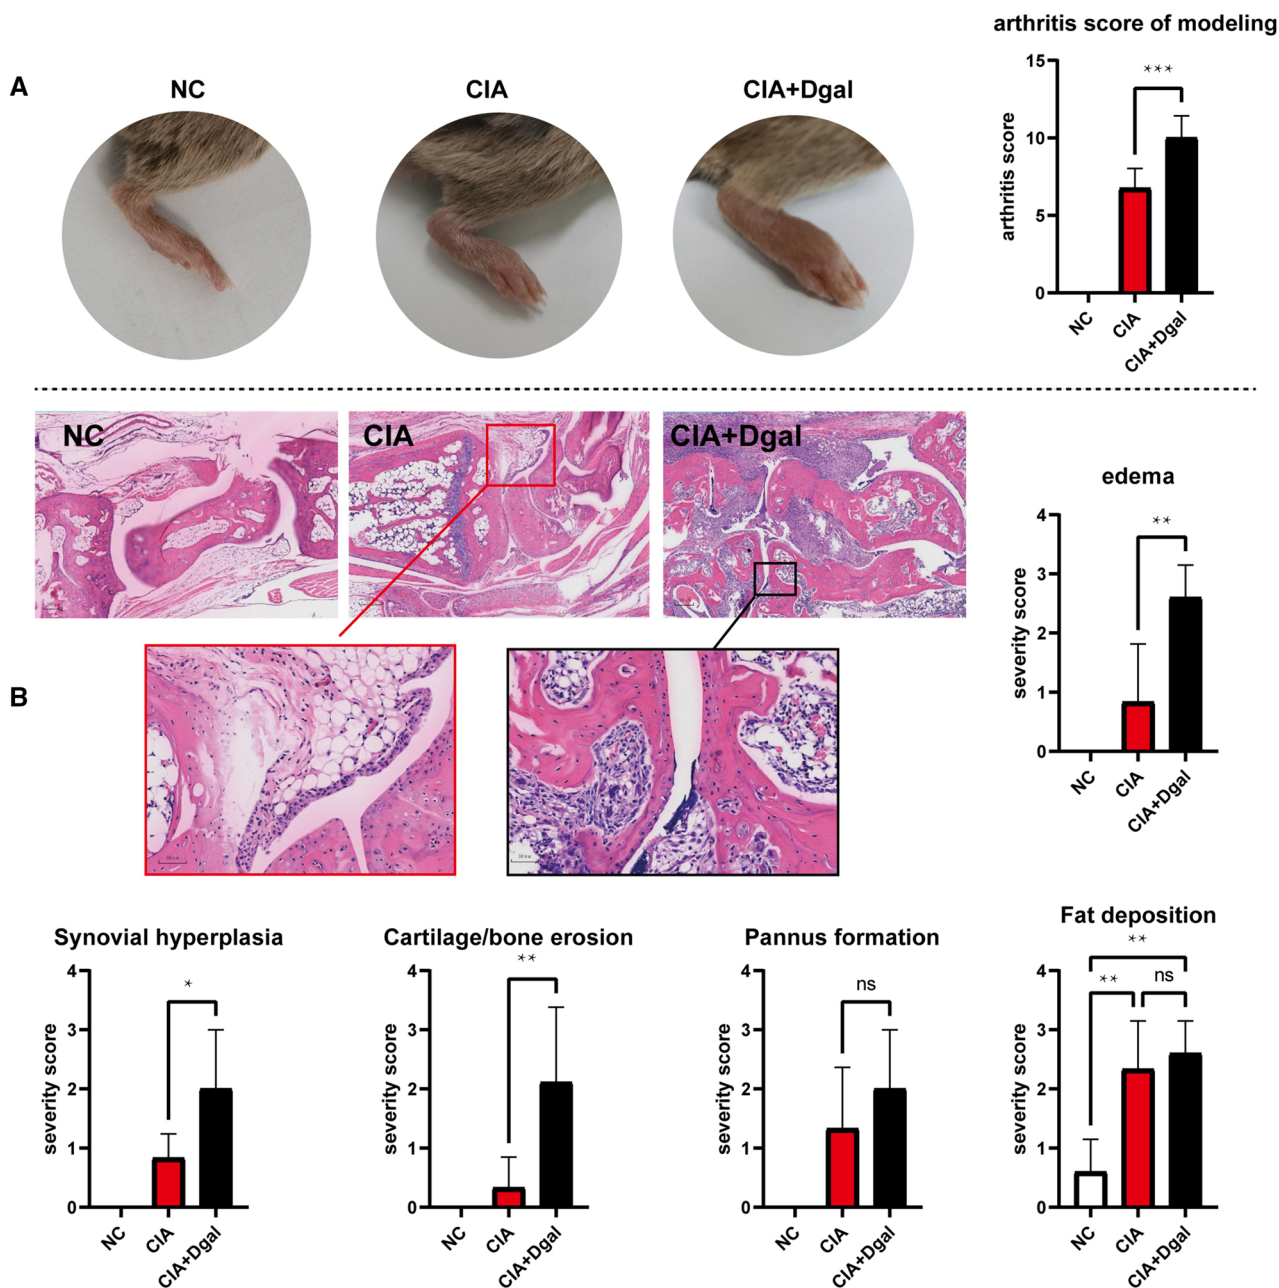 arthritis score of modeling
A
NC
CIA
CIA+Dgal
***
15
10
5
0
arthritis score
NC
CIA
CIA+Dgal
NC
CIA
CIA+Dgal
B
edema
**
4
3
2
1
0
severity score
NC
CIA
CIA+Dgal
Synovial hyperplasia
*
4
3
2
1
0
severity score
NC
CIA
CIA+Dgal
Cartilage/bone erosion
**
4
3
2
1
0
severity score
NC
CIA
CIA+Dgal
Pannus formation
ns
4
3
2
1
0
severity score
NC
CIA
CIA+Dgal
Fat deposition
**
**
ns
4
3
2
1
0
severity score
NC
CIA
CIA+Dgal